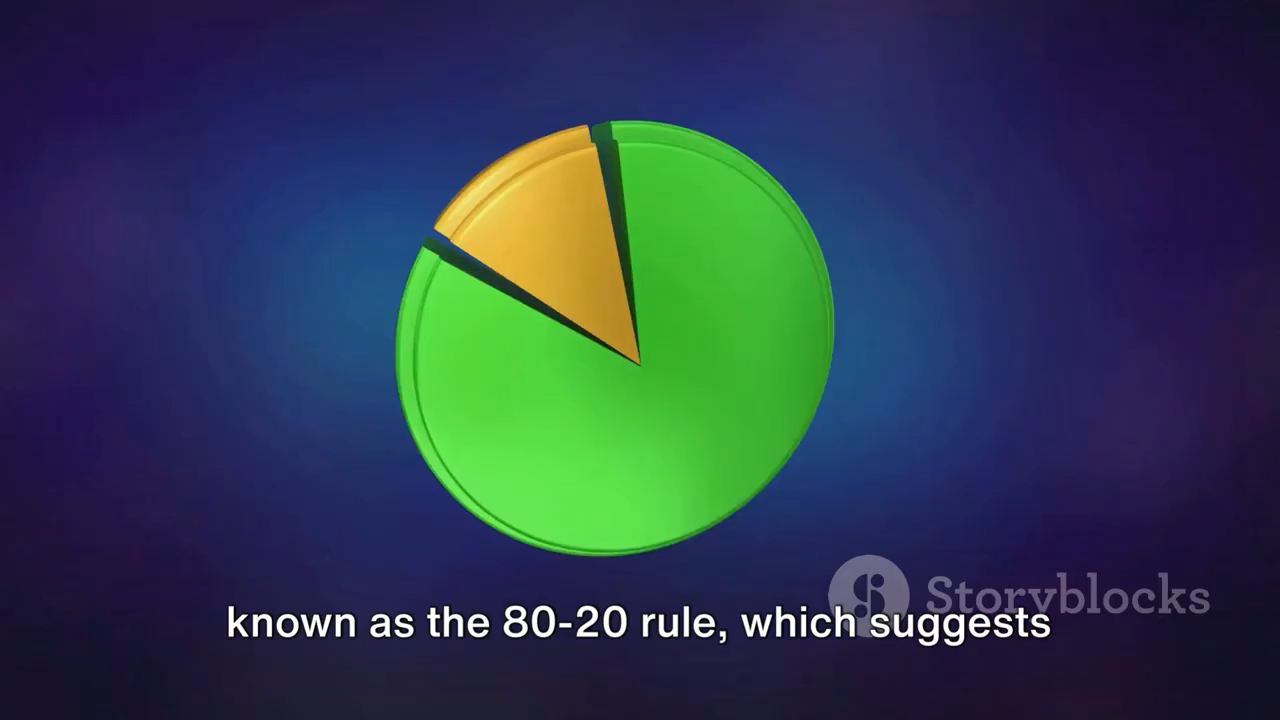 Storyblocks
known as the 80-20 rule, which suggests